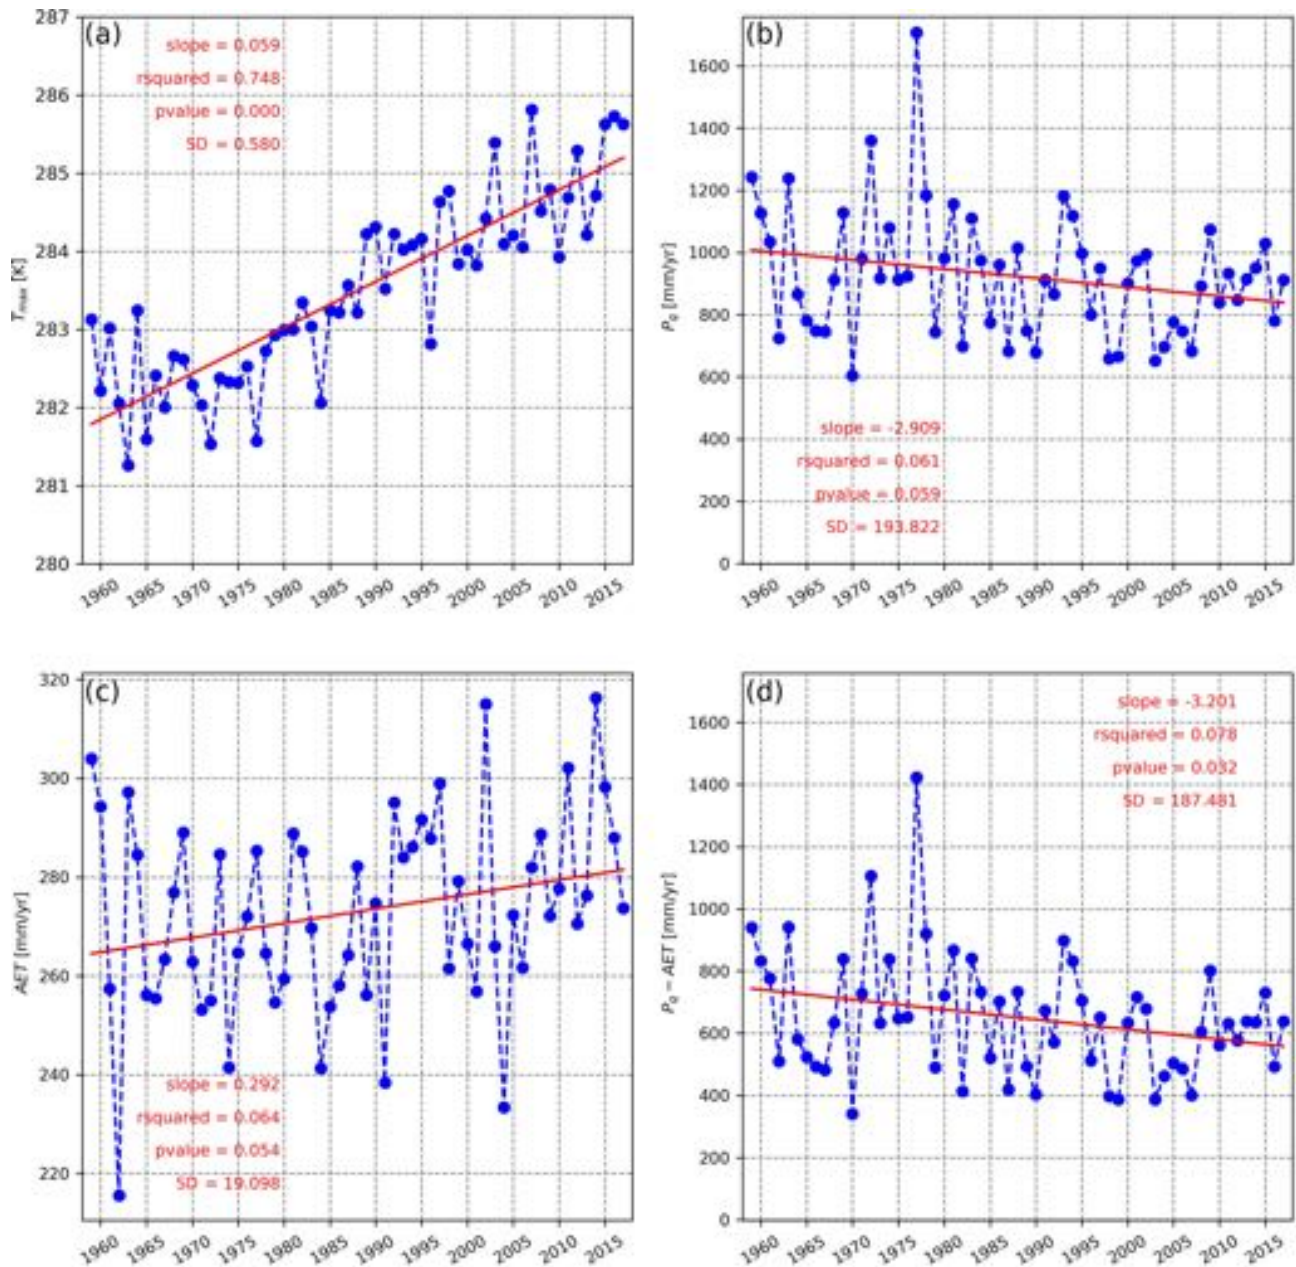 (a)
slope = 0.059
rsquared = 0.748
pvalue = 0.000
SD = 0.580
287
286
285
284
283
282
281
280
T_max [K]
1960 1965 1970 1975 1980 1985 1990 1995 2000 2005 2010 2015
(b)
1600
1400
1200
1000
800
600
400
200
0
P_q [mm/yr]
slope = -2.909
rsquared = 0.061
pvalue = 0.059
SD = 193.822
1960 1965 1970 1975 1980 1985 1990 1995 2000 2005 2010 2015
(c)
320
300
280
260
240
220
AET [mm/yr]
slope = 0.292
rsquared = 0.064
pvalue = 0.054
SD = 19.098
1960 1965 1970 1975 1980 1985 1990 1995 2000 2005 2010 2015
(d)
slope = -3.201
rsquared = 0.078
pvalue = 0.032
SD = 187.481
1600
1400
1200
1000
800
600
400
200
0
P_q − AET [mm/yr]
1960 1965 1970 1975 1980 1985 1990 1995 2000 2005 2010 2015